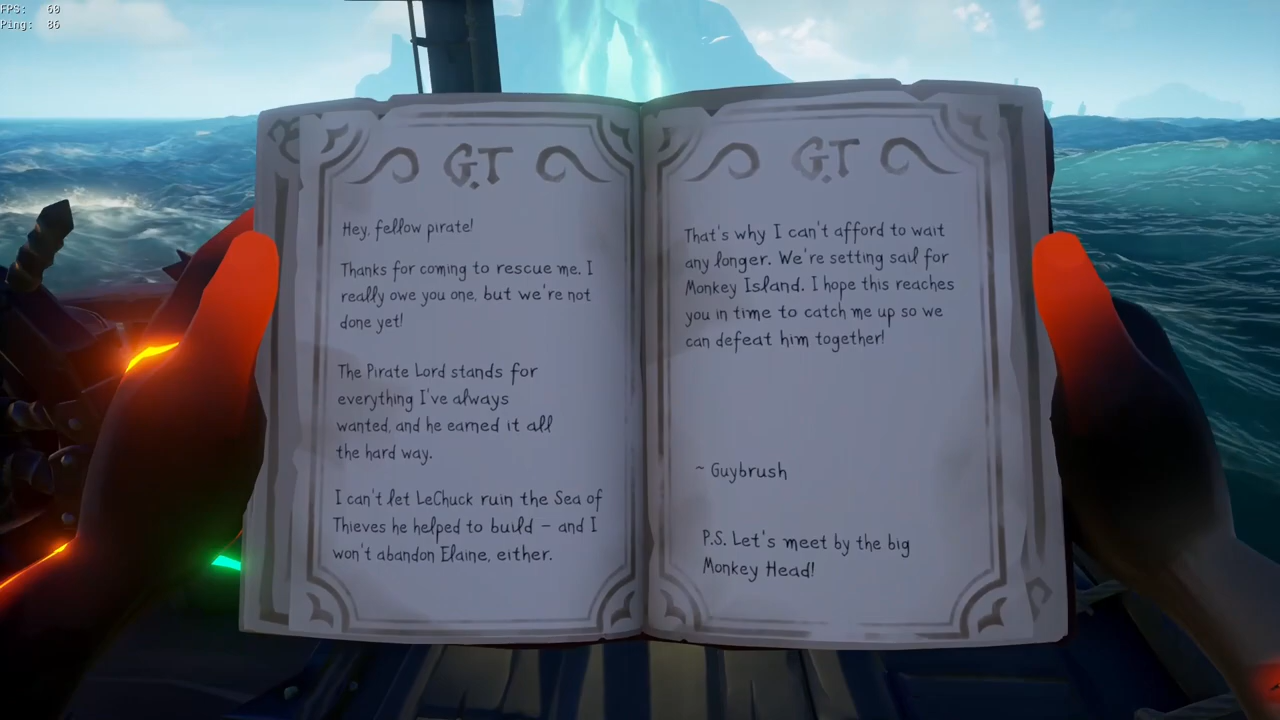 FPS: 60
Ping: 86
G.T
Hey, fellow pirate!
Thanks for coming to rescue me. I
really owe you one, but we're not
done yet!
The Pirate Lord stands for
everything I've always
wanted, and he earned it all
the hard way.
I can't let LeChuck ruin the Sea of
Thieves he helped to build – and I
won't abandon Elaine, either.
G.T
That's why I can't afford to wait
any longer. We're setting sail for
Monkey Island. I hope this reaches
you in time to catch me up so we
can defeat him together!
~ Guybrush
P.S. Let's meet by the big
Monkey Head!